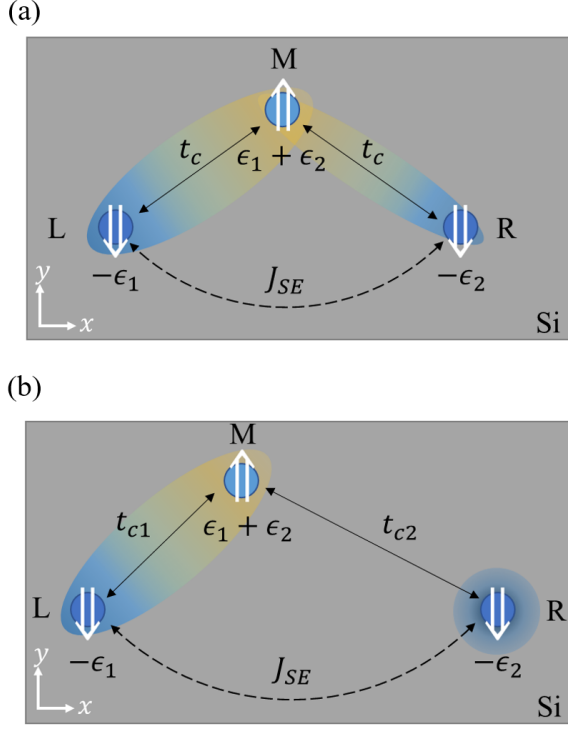 (a)
M
t_c
ϵ_1 + ϵ_2
t_c
L
R
−ϵ_1
J_SE
−ϵ_2
y
x
Si
(b)
M
t_c1
ϵ_1 + ϵ_2
t_c2
L
R
−ϵ_1
−ϵ_2
J_SE
y
x
Si